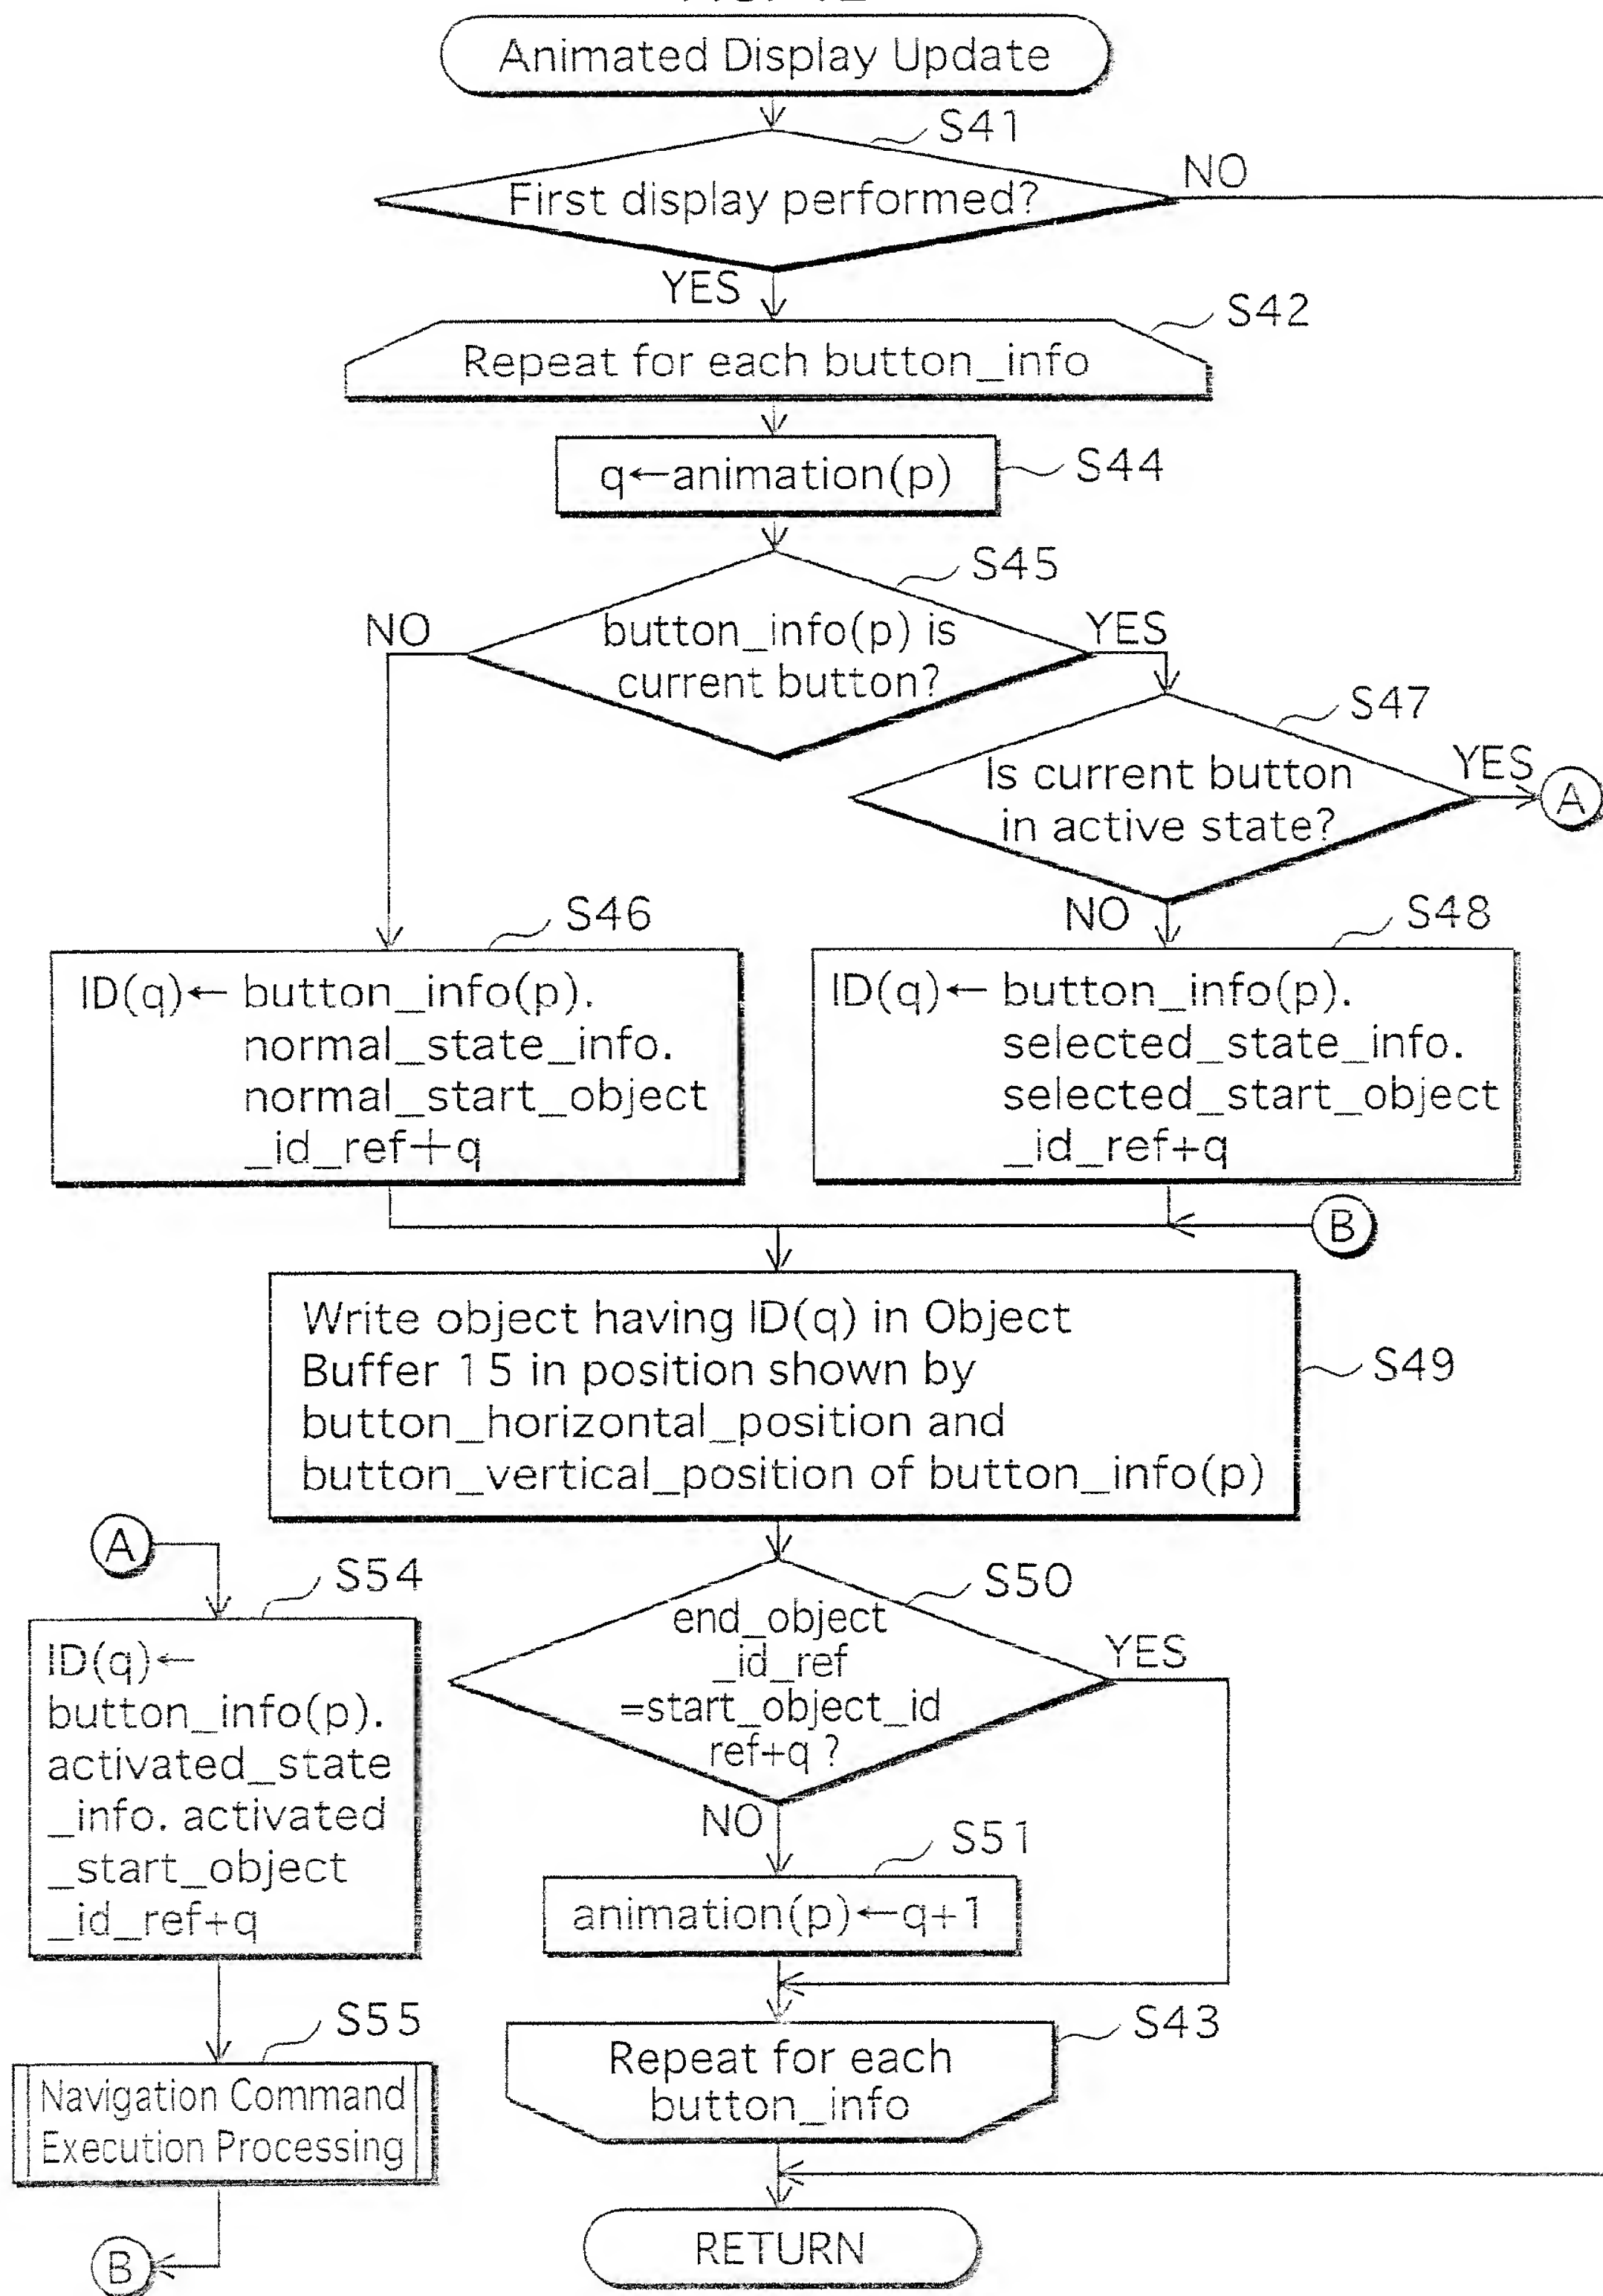 Animated Display Update
S41
First display performed?
NO
YES
S42
Repeat for each button_info
S44
q←animation(p)
S45
NO
button_info(p) is
current button?
YES
S47
Is current button
in active state?
YES
A
NO
S46
ID(q)← button_info(p).
normal_state_info.
normal_start_object
_id_ref+q
S48
ID(q)← button_info(p).
selected_state_info.
selected_start_object
_id_ref+q
B
Write object having ID(q) in Object
Buffer 15 in position shown by
button_horizontal_position and
button_vertical_position of button_info(p)
S49
A
S54
ID(q)←
button_info(p).
activated_state
_info. activated
_start_object
_id_ref+q
S50
end_object
_id_ref
=start_object_id
ref+q ?
YES
NO
S51
animation(p)←q+1
S55
Navigation Command
Execution Processing
B
S43
Repeat for each
button_info
RETURN